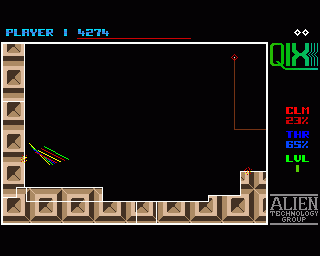 PLAYER 1 4274
QIX
CLM
23%
THR
65%
LVL
1
ALIEN
TECHNOLOGY
GROUP